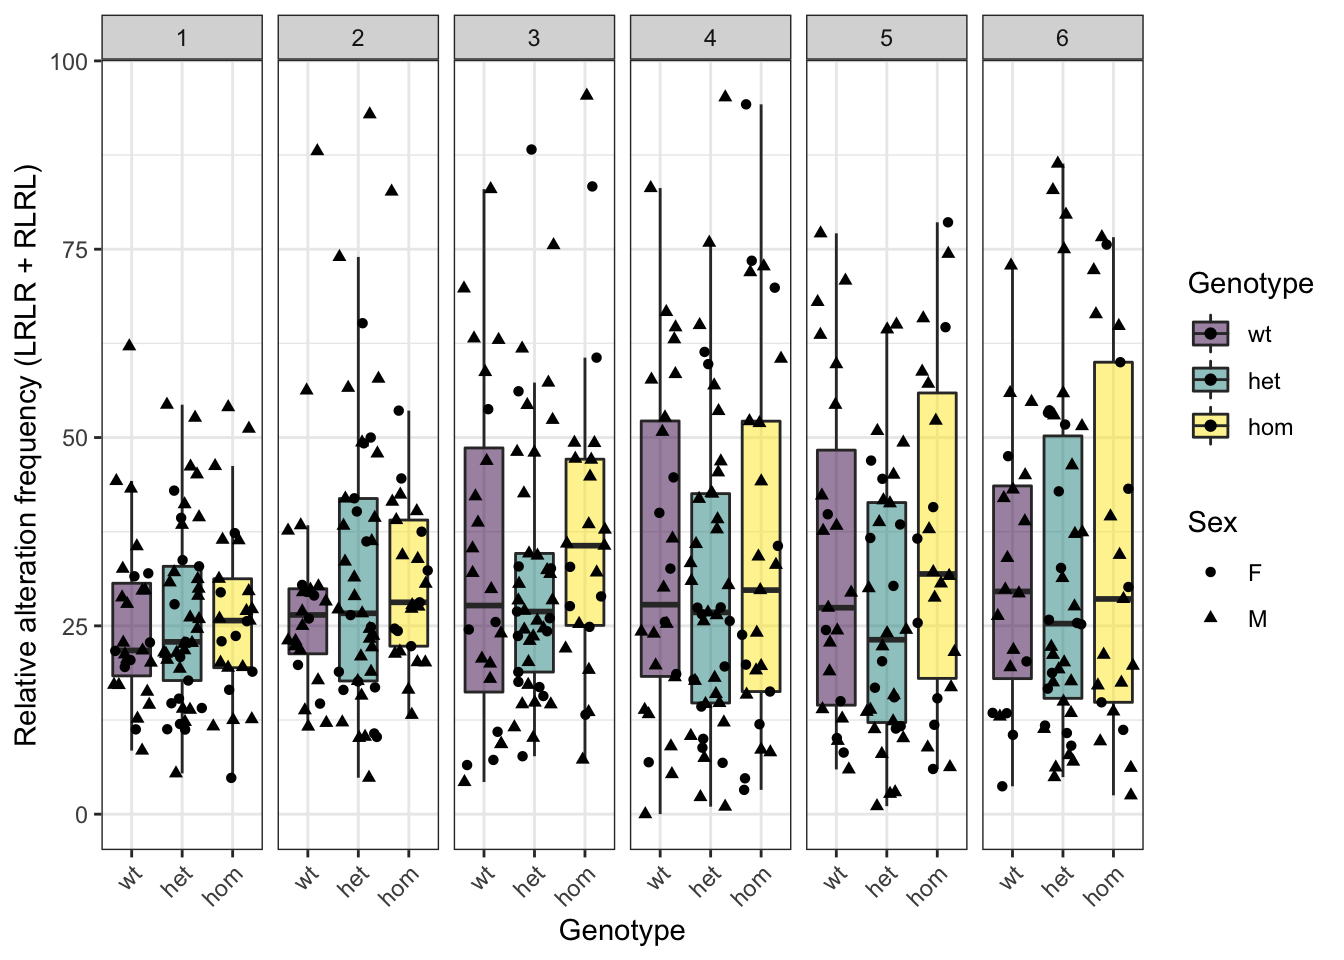 1 2 3 4 5 6
Relative alteration frequency (LRLR + RLRL)
100
75
50
25
0
wt het hom wt het hom wt het hom wt het hom wt het hom wt het hom
Genotype
Genotype
wt
het
hom
Sex
F
M